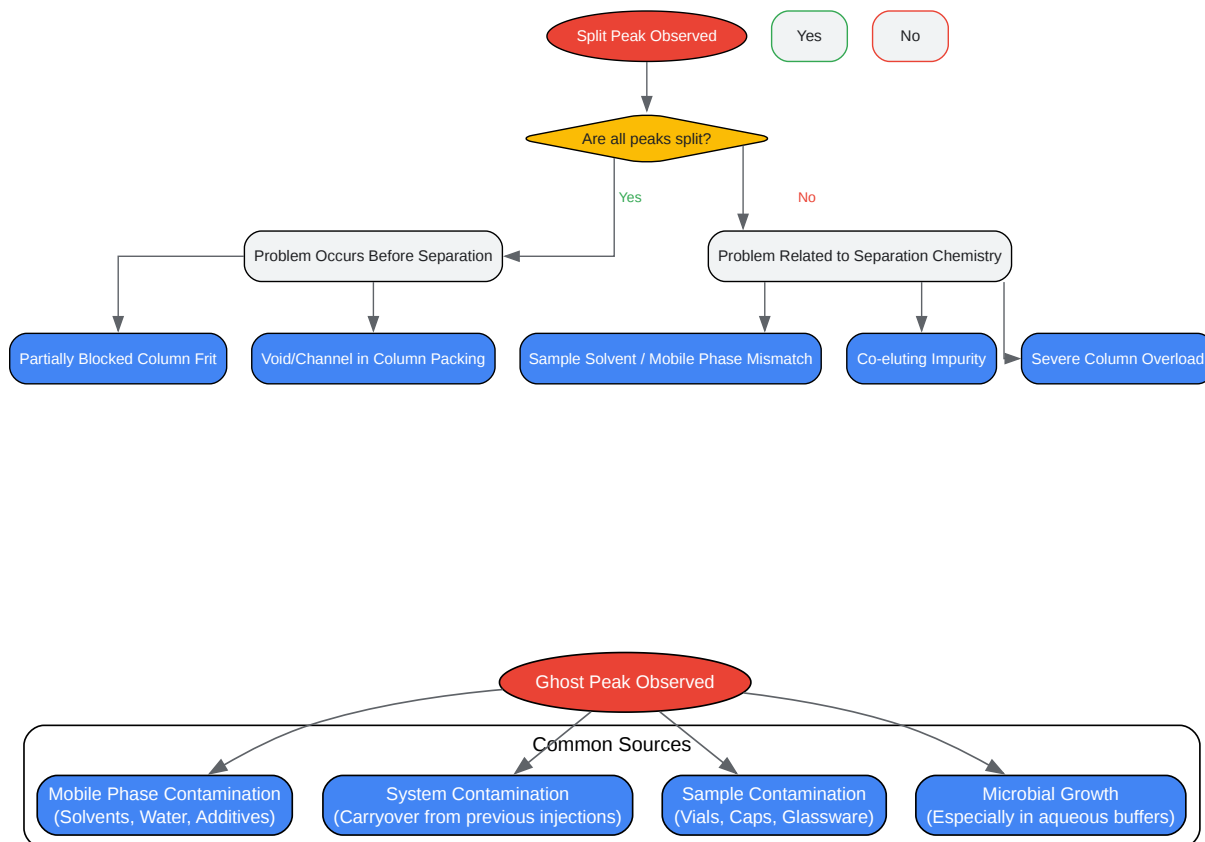 Split Peak Observed
Yes
No
Are all peaks split?
Yes
No
Problem Occurs Before Separation
Problem Related to Separation Chemistry
Partially Blocked Column Frit
Void/Channel in Column Packing
Sample Solvent / Mobile Phase Mismatch
Co-eluting Impurity
Severe Column Overload
Ghost Peak Observed
Common Sources
Mobile Phase Contamination
(Solvents, Water, Additives)
System Contamination
(Carryover from previous injections)
Sample Contamination
(Vials, Caps, Glassware)
Microbial Growth
(Especially in aqueous buffers)